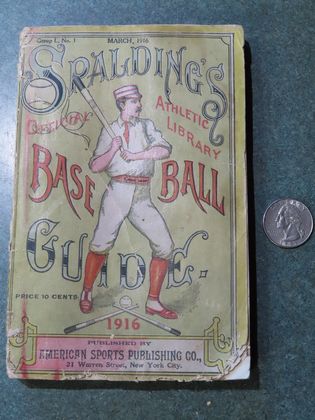 Group I., No. 1 MARCH, 1916
SPALDING'S
OFFICIAL ATHLETIC LIBRARY
BASE BALL
GUIDE.
PRICE 10 CENTS
1916
PUBLISHED BY
AMERICAN SPORTS PUBLISHING CO.,
21 Warren Street, New York City.